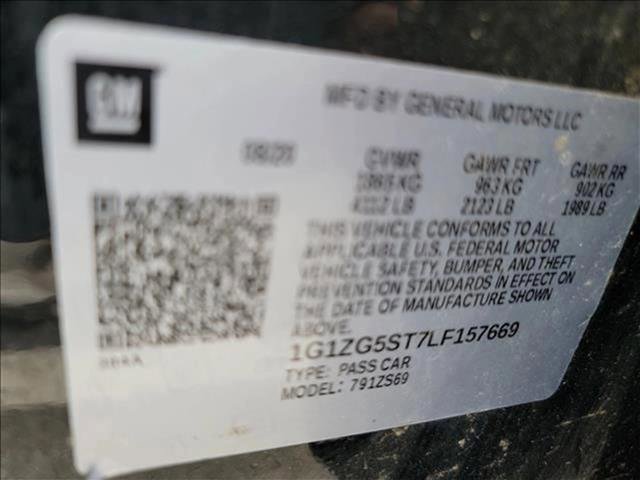 GM
MFD BY GENERAL MOTORS LLC
GVWR GAWR FRT GAWR RR
1865 KG 963 KG 902 KG
4112 LB 2123 LB 1989 LB
THIS VEHICLE CONFORMS TO ALL
APPLICABLE U.S. FEDERAL MOTOR
VEHICLE SAFETY, BUMPER, AND THEFT
PREVENTION STANDARDS IN EFFECT ON
THE DATE OF MANUFACTURE SHOWN ABOVE.
1G1ZG5ST7LF157669
TYPE: PASS CAR
MODEL: 791ZS69